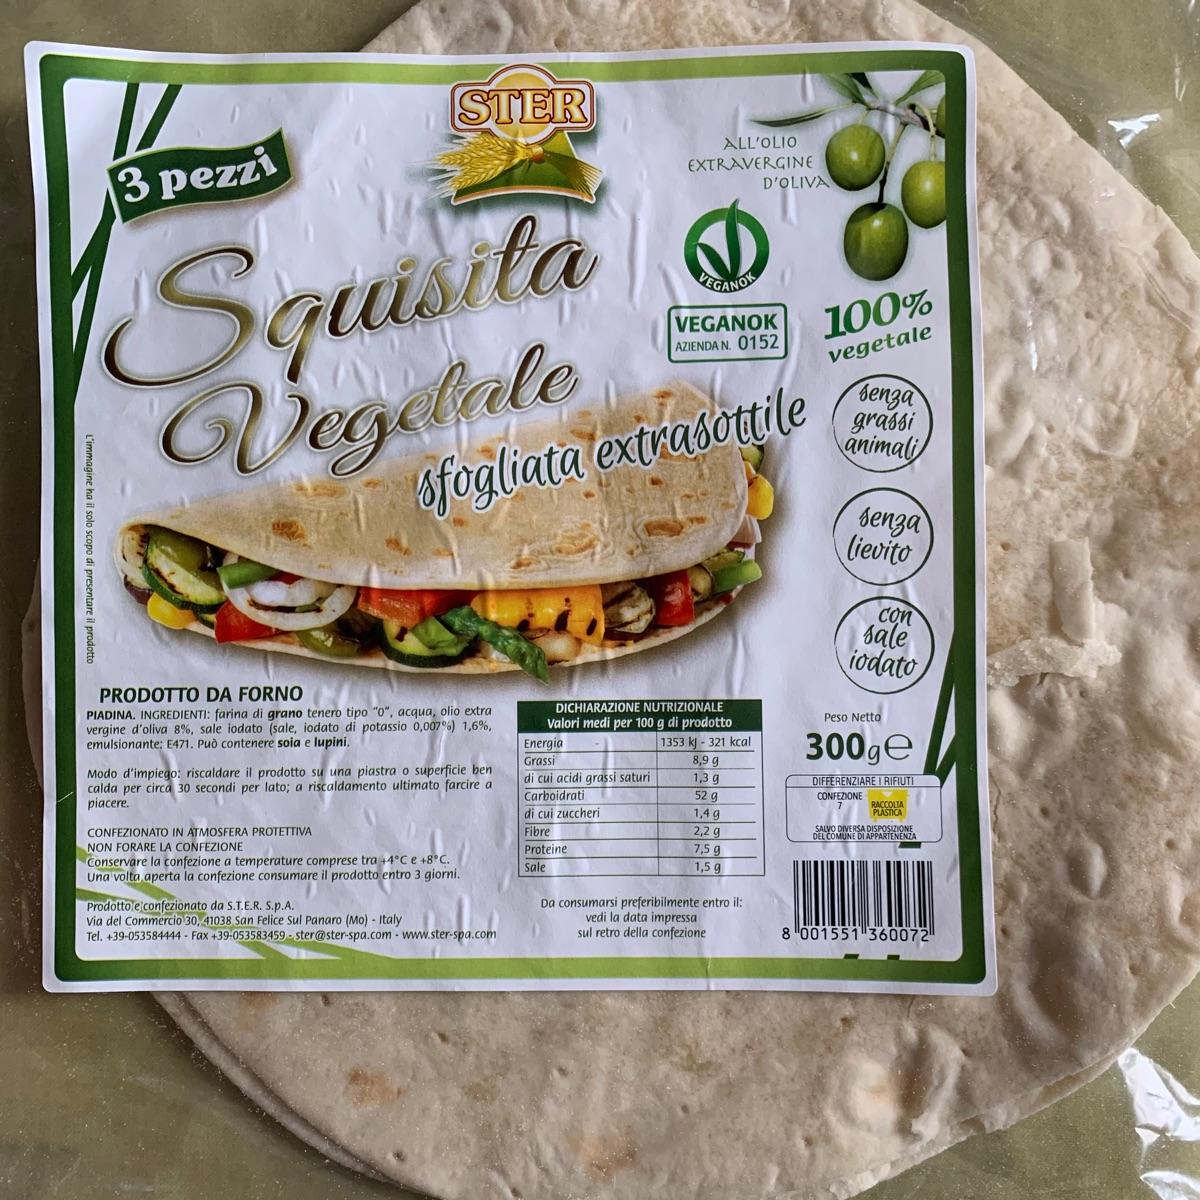 STER
3 pezzi
ALL'OLIO
EXTRAVERGINE
D'OLIVA
Squisita
Vegetale
sfogliata extrasottile
VEGANOK
VEGANOK
AZIENDA N. 0152
100%
vegetale
senza
grassi
animali
senza
lievito
con
sale
iodato
L'immagine ha il solo scopo di presentare il prodotto
PRODOTTO DA FORNO
PIADINA. INGREDIENTI: farina di grano tenero tipo "0", acqua, olio extra
vergine d'oliva 8%, sale iodato (sale, iodato di potassio 0,007%) 1,6%,
emulsionante: E471. Può contenere soia e lupini.
Modo d'impiego: riscaldare il prodotto su una piastra o superficie ben
calda per circa 30 secondi per lato; a riscaldamento ultimato farcire a
piacere.
CONFEZIONATO IN ATMOSFERA PROTETTIVA
NON FORARE LA CONFEZIONE
Conservare la confezione a temperature comprese tra +4°C e +8°C.
Una volta aperta la confezione consumare il prodotto entro 3 giorni.
Prodotto e confezionato da S.T.E.R. S.p.A.
Via del Commercio 30, 41038 San Felice Sul Panaro (Mo) - Italy
Tel. +39-053584444 - Fax +39-053583459 - ster@ster-spa.com - www.ster-spa.com
DICHIARAZIONE NUTRIZIONALE
Valori medi per 100 g di prodotto
Energia 1353 kJ - 321 kcal
Grassi 8,9 g
di cui acidi grassi saturi 1,3 g
Carboidrati 52 g
di cui zuccheri 1,4 g
Fibre 2,2 g
Proteine 7,5 g
Sale 1,5 g
Da consumarsi preferibilmente entro il:
vedi la data impressa
sul retro della confezione
Peso Netto
300g e
DIFFERENZIARE I RIFIUTI
CONFEZIONE
7
RACCOLTA
PLASTICA
SALVO DIVERSA DISPOSIZIONE
DEL COMUNE DI APPARTENENZA
8 001551 360072